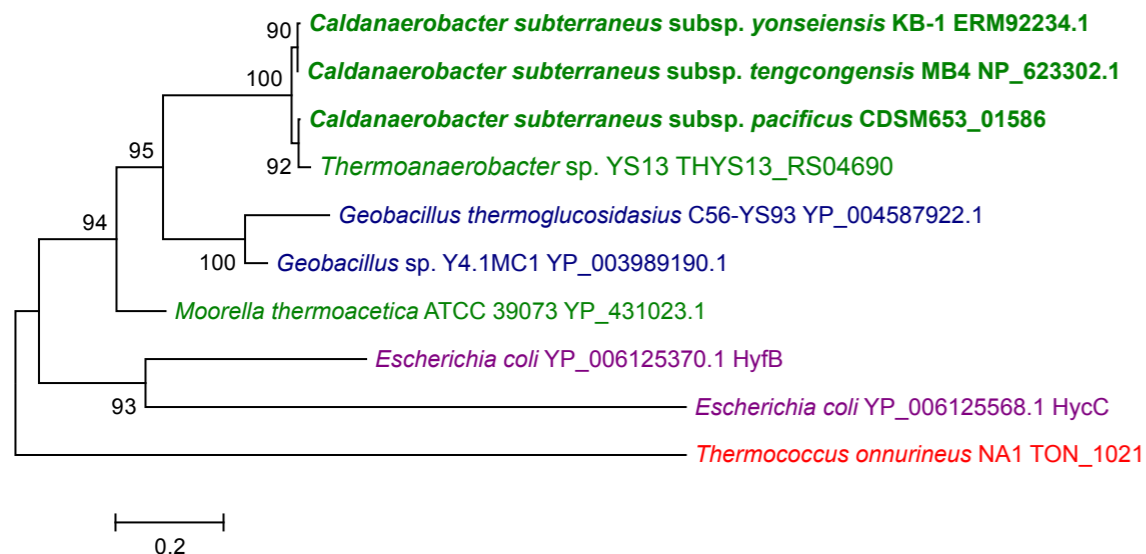 90
Caldanaerobacter subterraneus subsp. yonseiensis KB-1 ERM92234.1
100
Caldanaerobacter subterraneus subsp. tengcongensis MB4 NP_623302.1
Caldanaerobacter subterraneus subsp. pacificus CDSM653_01586
95
92
Thermoanaerobacter sp. YS13 THYS13_RS04690
94
Geobacillus thermoglucosidasius C56-YS93 YP_004587922.1
100
Geobacillus sp. Y4.1MC1 YP_003989190.1
Moorella thermoacetica ATCC 39073 YP_431023.1
Escherichia coli YP_006125370.1 HyfB
93
Escherichia coli YP_006125568.1 HycC
Thermococcus onnurineus NA1 TON_1021
0.2